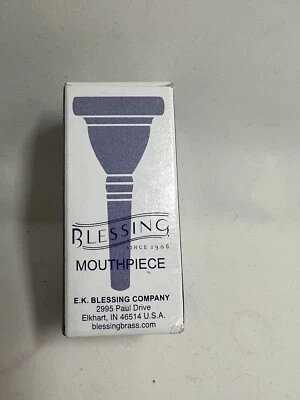 BLESSING
SINCE 1906
MOUTHPIECE
E.K. BLESSING COMPANY
2995 Paul Drive
Elkhart, IN 46514 U.S.A.
blessingbrass.com